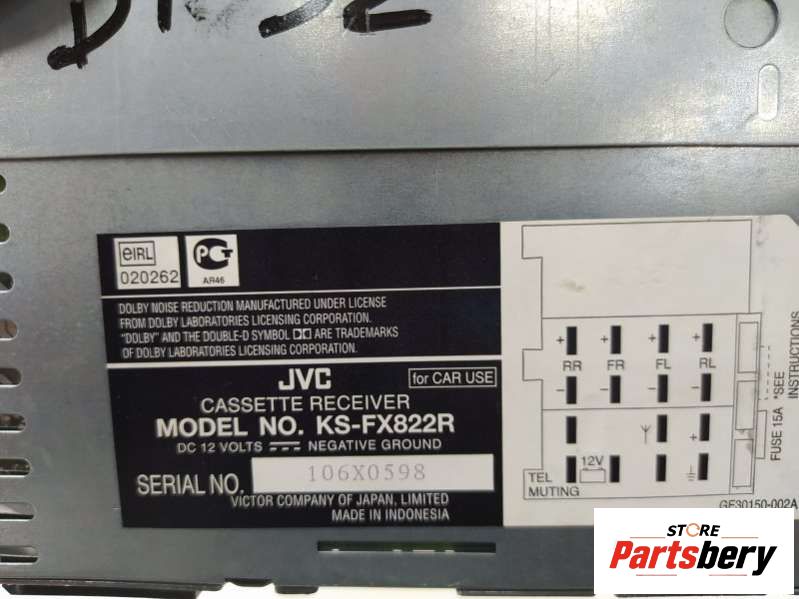 eIRL
020262
PCT
AR46
DOLBY NOISE REDUCTION MANUFACTURED UNDER LICENSE
FROM DOLBY LABORATORIES LICENSING CORPORATION.
"DOLBY" AND THE DOUBLE-D SYMBOL ARE TRADEMARKS
OF DOLBY LABORATORIES LICENSING CORPORATION.
JVC
for CAR USE
CASSETTE RECEIVER
MODEL NO. KS-FX822R
DC 12 VOLTS NEGATIVE GROUND
SERIAL NO. 106X0598
VICTOR COMPANY OF JAPAN, LIMITED
MADE IN INDONESIA
+ + + +
RR FR FL RL
− − − −
+
12V
TEL
MUTING
FUSE 15A *SEE
INSTRUCTIONS
GE30150-002A
STORE
Partsbery